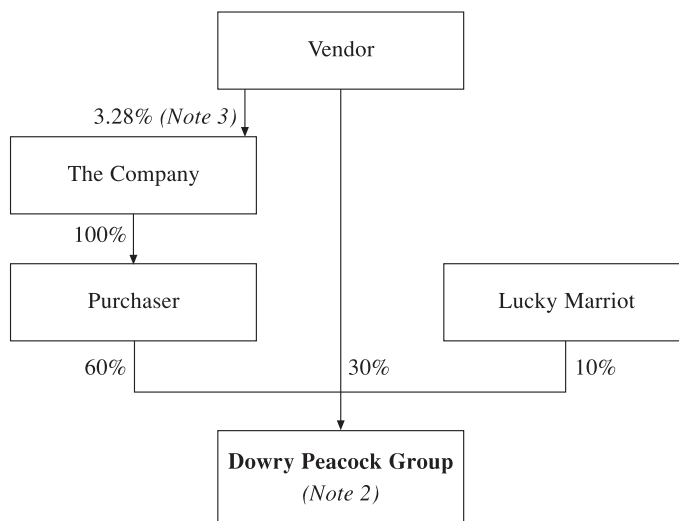 Vendor
3.28% (Note 3)
The Company
100%
Purchaser
Lucky Marriot
60%
30%
10%
Dowry Peacock Group
(Note 2)